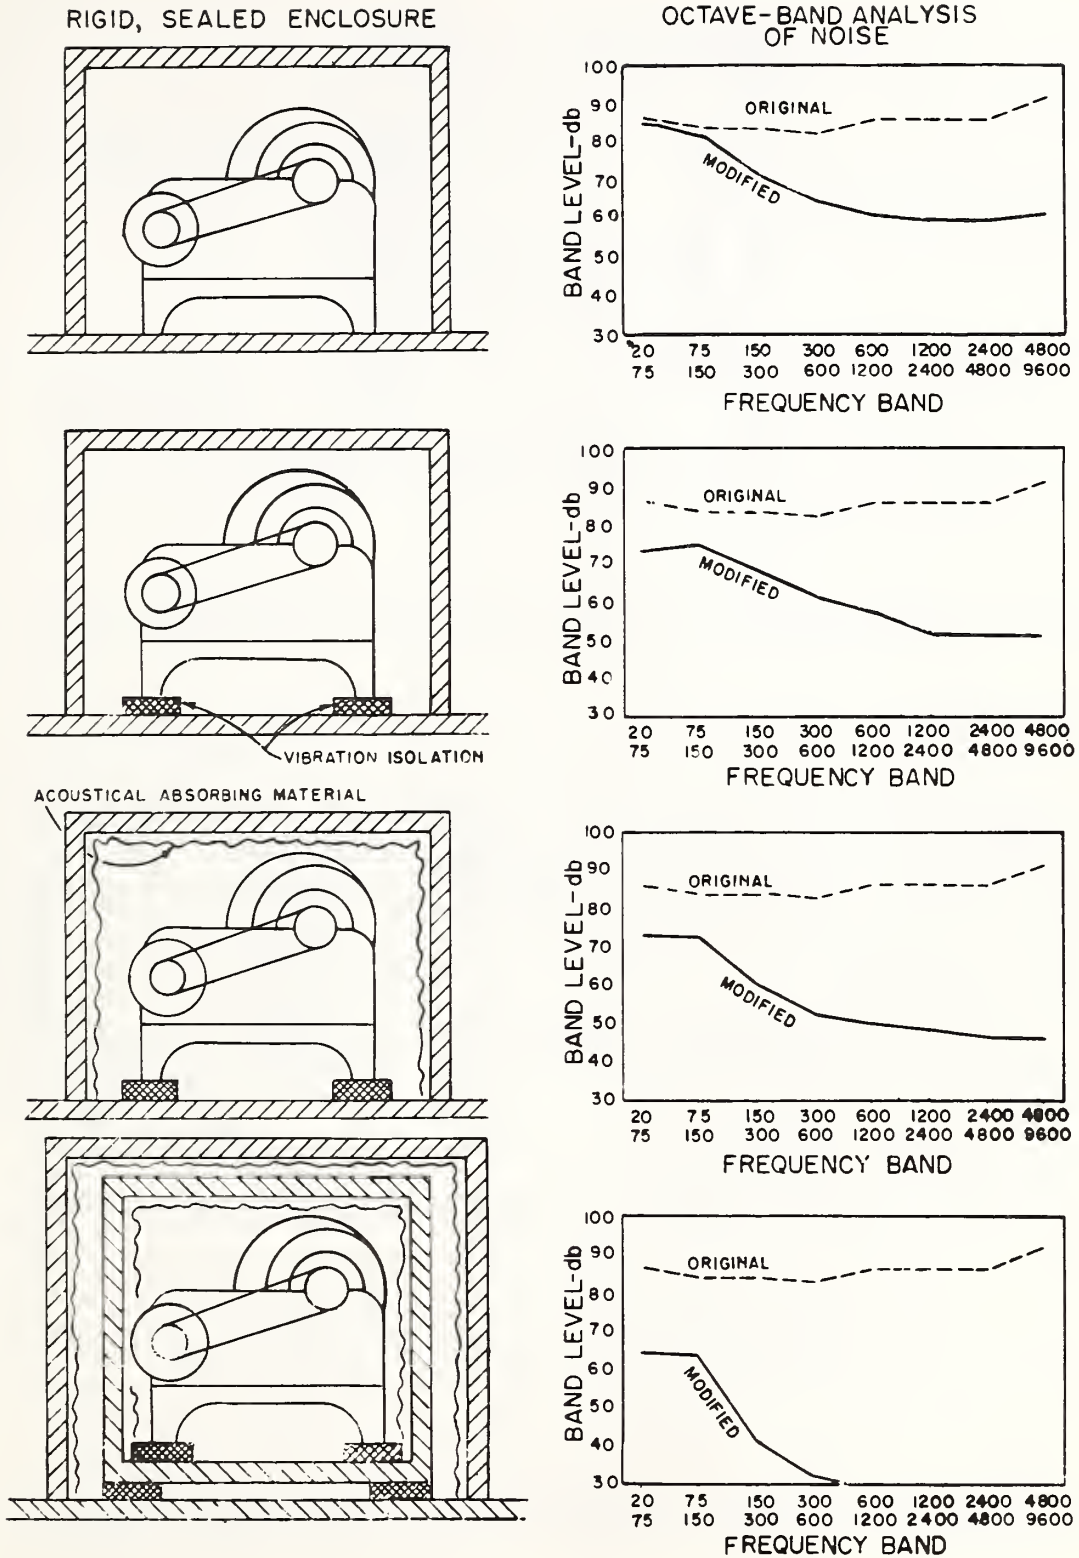 RIGID, SEALED ENCLOSURE
OCTAVE-BAND ANALYSIS
OF NOISE
100
90
80
70
60
50
40
30
BAND LEVEL-db
ORIGINAL
MODIFIED
20 75 150 300 600 1200 2400 4800
75 150 300 600 1200 2400 4800 9600
FREQUENCY BAND
VIBRATION ISOLATION
100
90
80
70
60
50
40
30
BAND LEVEL-db
ORIGINAL
MODIFIED
20 75 150 300 600 1200 2400 4800
75 150 300 600 1200 2400 4800 9600
FREQUENCY BAND
ACOUSTICAL ABSORBING MATERIAL
100
90
80
70
60
50
40
30
BAND LEVEL-db
ORIGINAL
MODIFIED
20 75 150 300 600 1200 2400 4800
75 150 300 600 1200 2400 4800 9600
FREQUENCY BAND
100
90
80
70
60
50
40
30
BAND LEVEL-db
ORIGINAL
MODIFIED
20 75 150 300 600 1200 2400 4800
75 150 300 600 1200 2400 4800 9600
FREQUENCY BAND